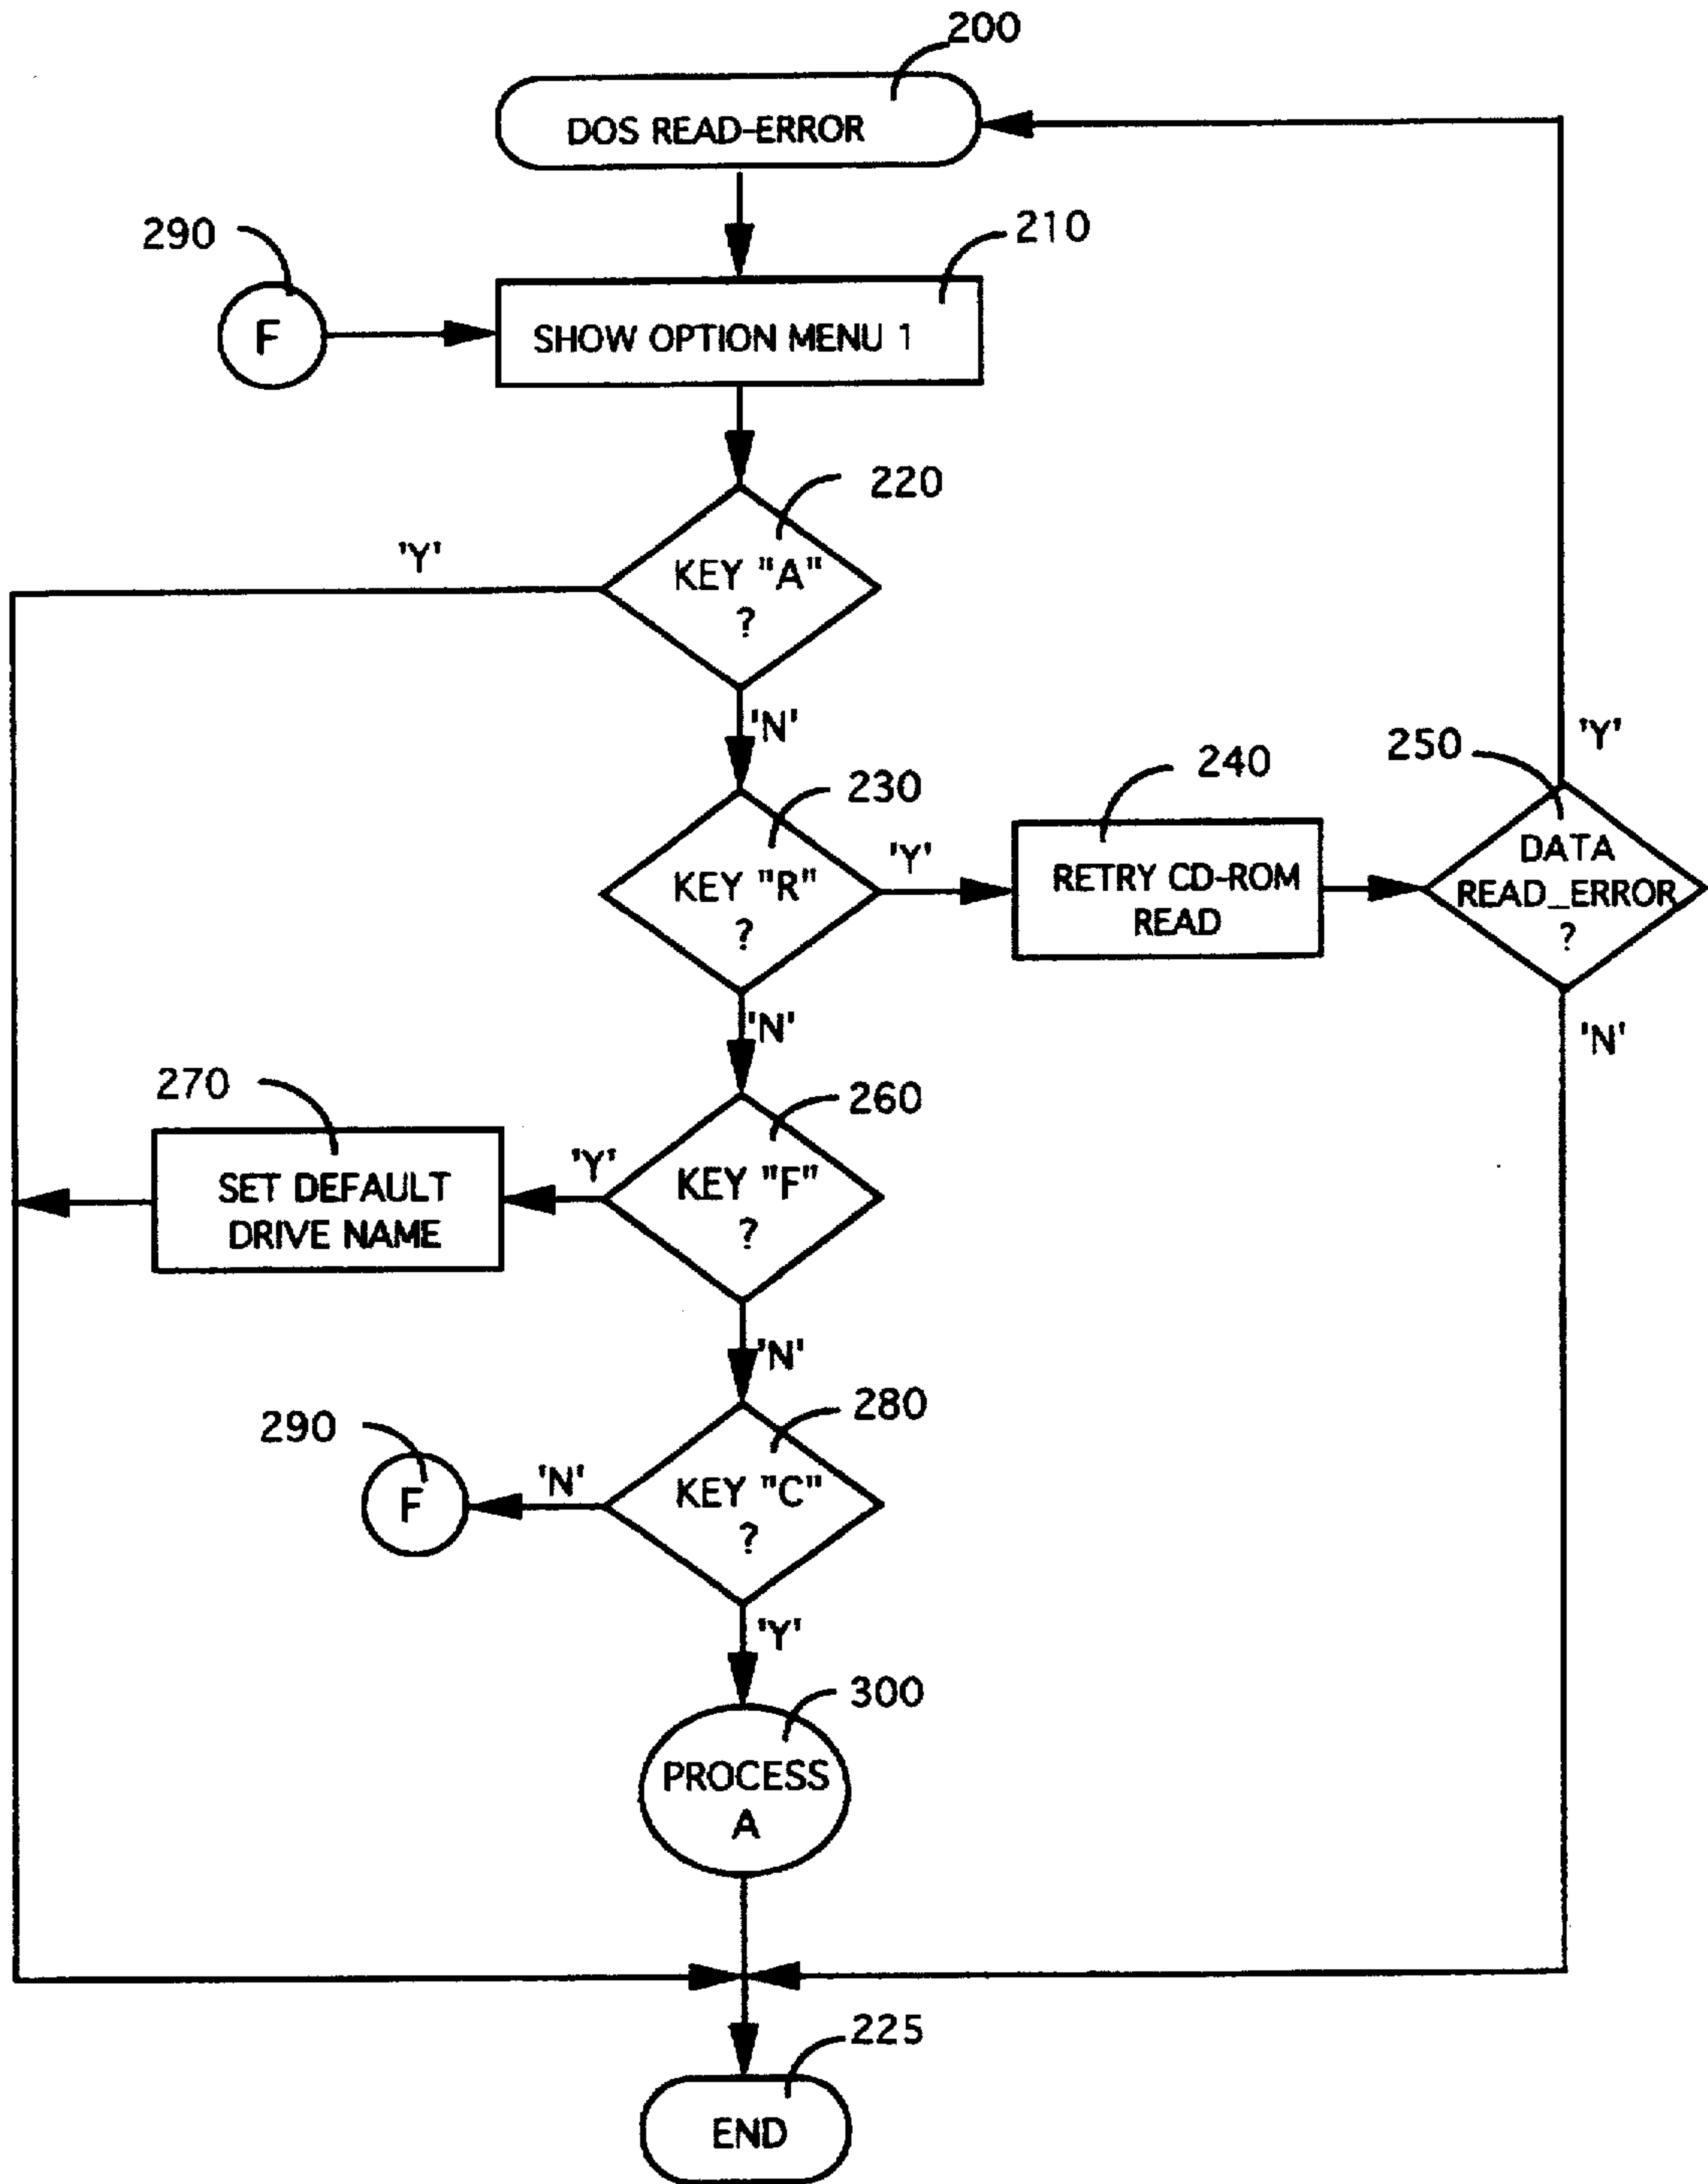 200
DOS READ-ERROR
290
210
F
SHOW OPTION MENU 1
220
'Y'
KEY "A"
?
'N'
230
240
250
'Y'
KEY "R"
?
'Y'
RETRY CD-ROM
READ
DATA
READ_ERROR
?
'N'
'N'
270
260
SET DEFAULT
DRIVE NAME
'Y'
KEY "F"
?
'N'
290
280
F
'N'
KEY "C"
?
'Y'
300
PROCESS
A
225
END